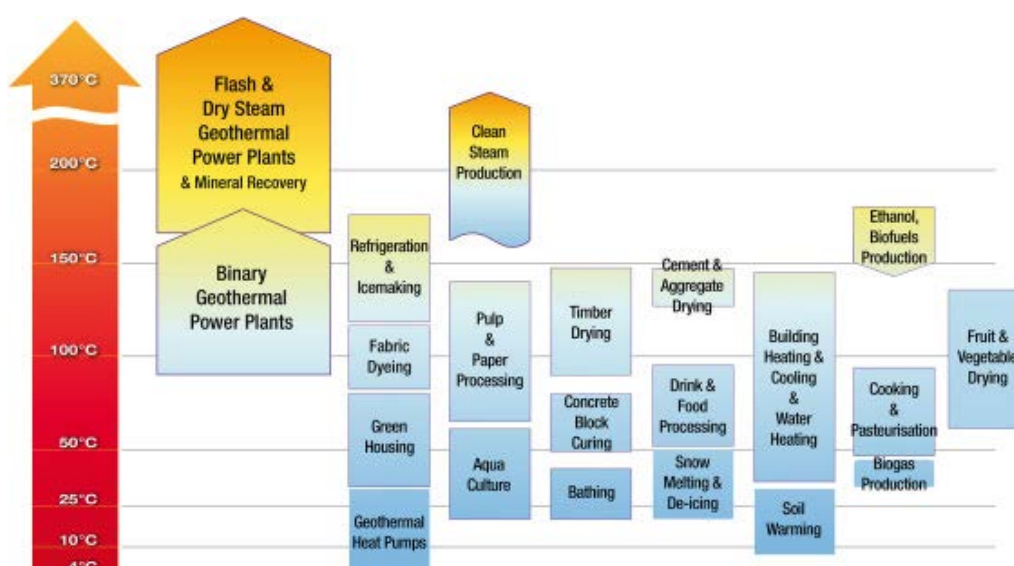 370°C
200°C
150°C
100°C
50°C
25°C
10°C
Flash &
Dry Steam
Geothermal
Power Plants
& Mineral Recovery
Binary
Geothermal
Power Plants
Refrigeration
&
Icemaking
Fabric
Dyeing
Green
Housing
Geothermal
Heat Pumps
Clean
Steam
Production
Pulp
&
Paper
Processing
Aqua
Culture
Timber
Drying
Concrete
Block
Curing
Bathing
Cement &
Aggregate
Drying
Drink &
Food
Processing
Snow
Melting &
De-icing
Building
Heating &
Cooling
&
Water
Heating
Soil
Warming
Ethanol,
Biofuels
Production
Cooking
&
Pasteurisation
Biogas
Production
Fruit &
Vegetable
Drying